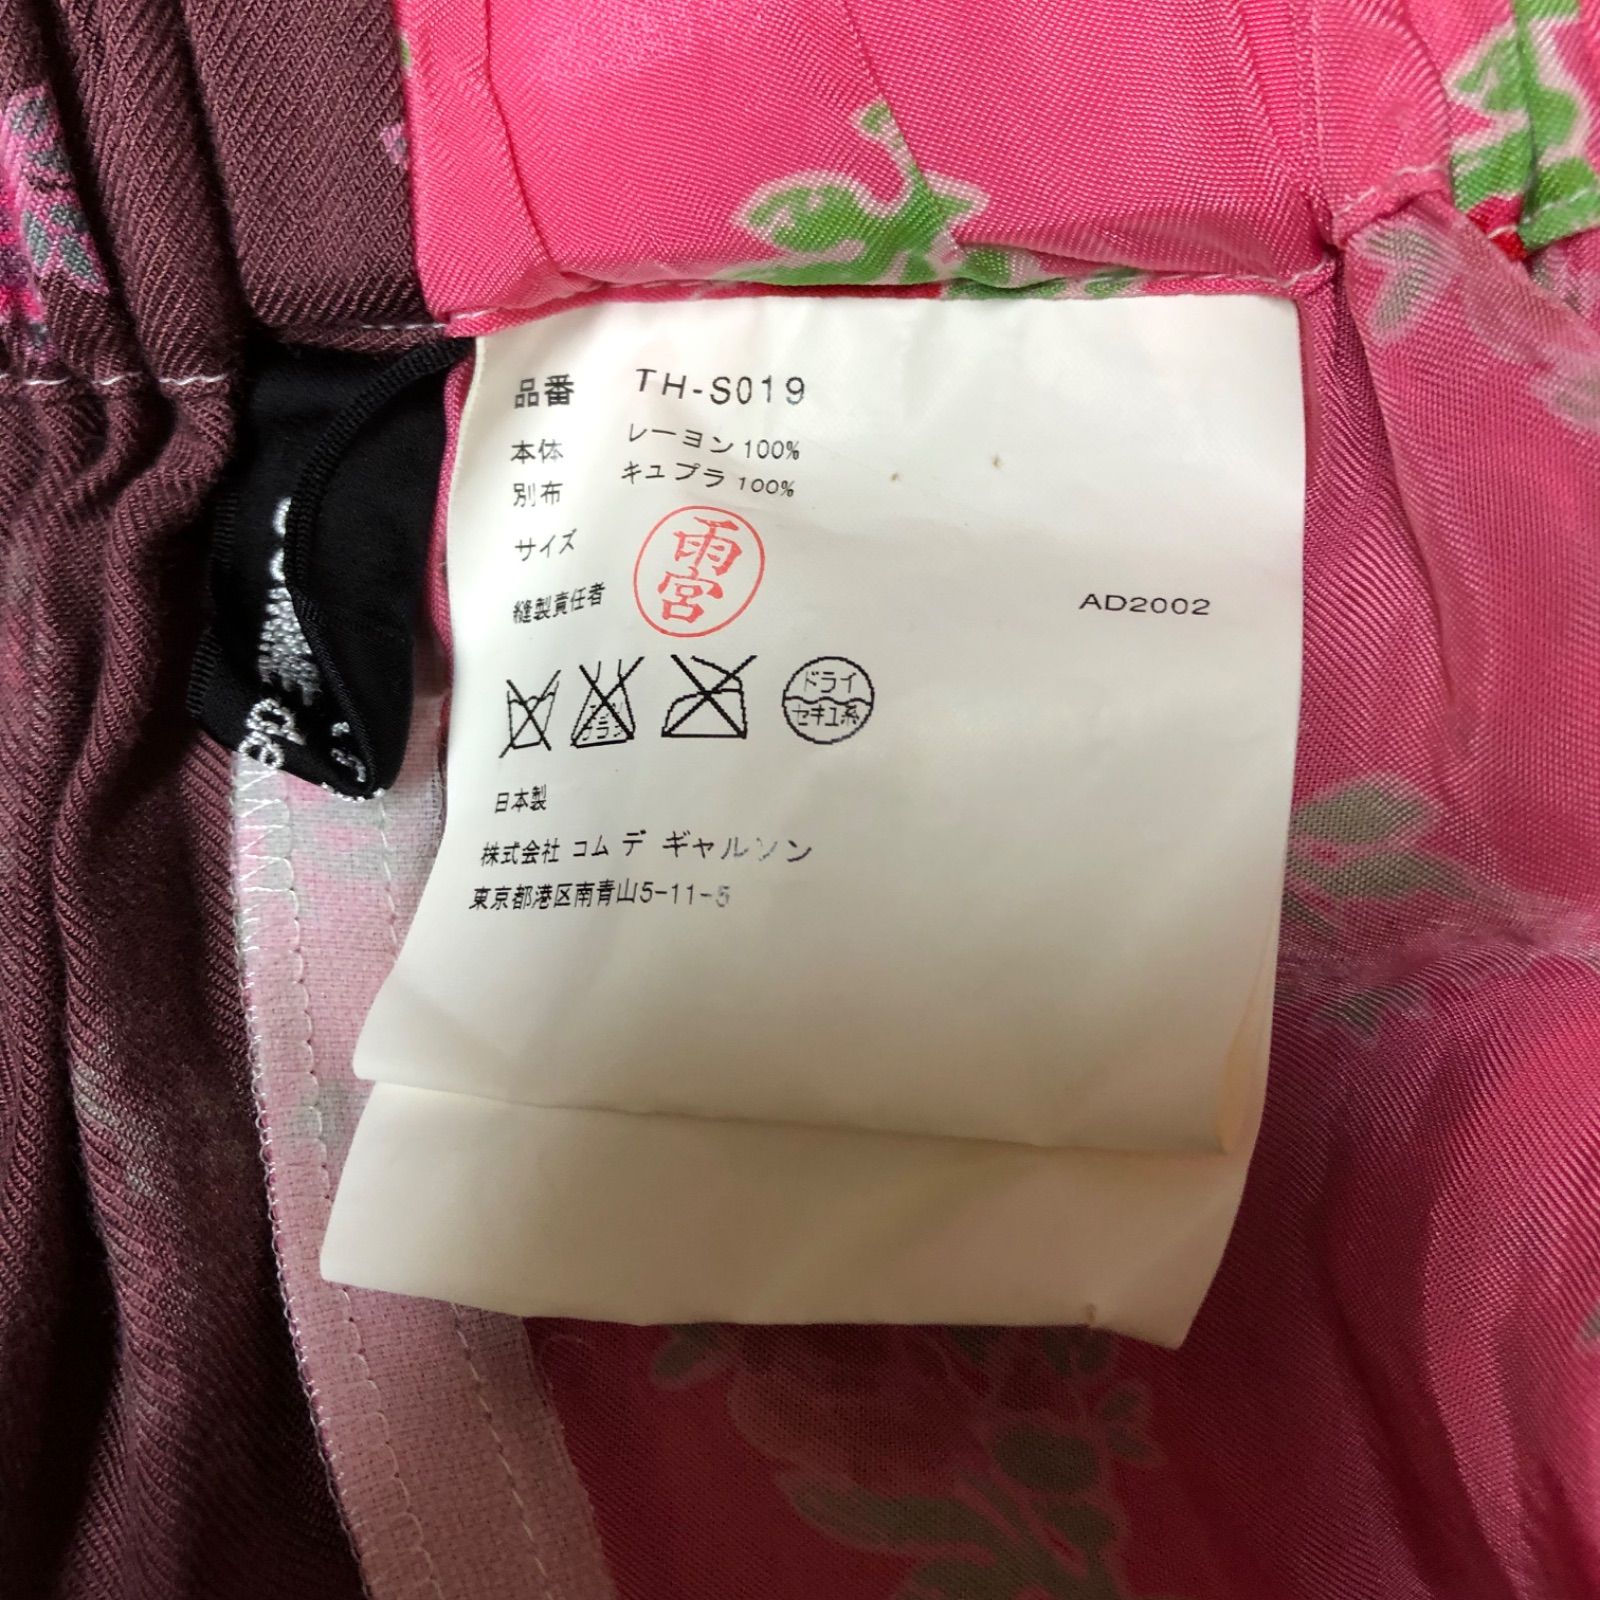 品番 TH-S019
本体 レーヨン 100%
別布 キュプラ 100%
サイズ
雨宮
縫製責任者
AD2002
ドライ
セキユ系
日本製
株式会社 コム デ ギャルソン
東京都港区南青山5-11-5
de